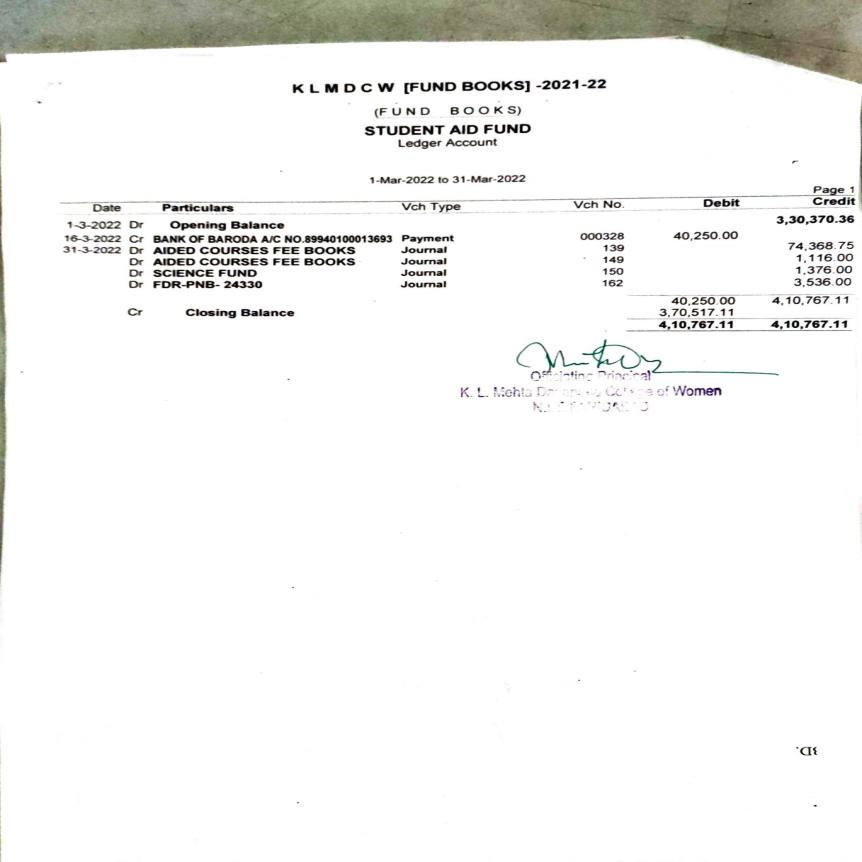 K L M D C W [FUND BOOKS] -2021-22
(FUND BOOKS)
STUDENT AID FUND
Ledger Account
1-Mar-2022 to 31-Mar-2022
Page 1
Date Particulars Vch Type Vch No. Debit Credit
1-3-2022 Dr Opening Balance 3,30,370.36
16-3-2022 Cr BANK OF BARODA A/C NO.89940100013693 Payment 000328 40,250.00
31-3-2022 Dr AIDED COURSES FEE BOOKS Journal 139 74,368.75
Dr AIDED COURSES FEE BOOKS Journal 149 1,116.00
Dr SCIENCE FUND Journal 150 1,376.00
Dr FDR-PNB- 24330 Journal 162 3,536.00
40,250.00 4,10,767.11
Cr Closing Balance 3,70,517.11
4,10,767.11 4,10,767.11
Officiating Principal
K. L. Mehta College of Women